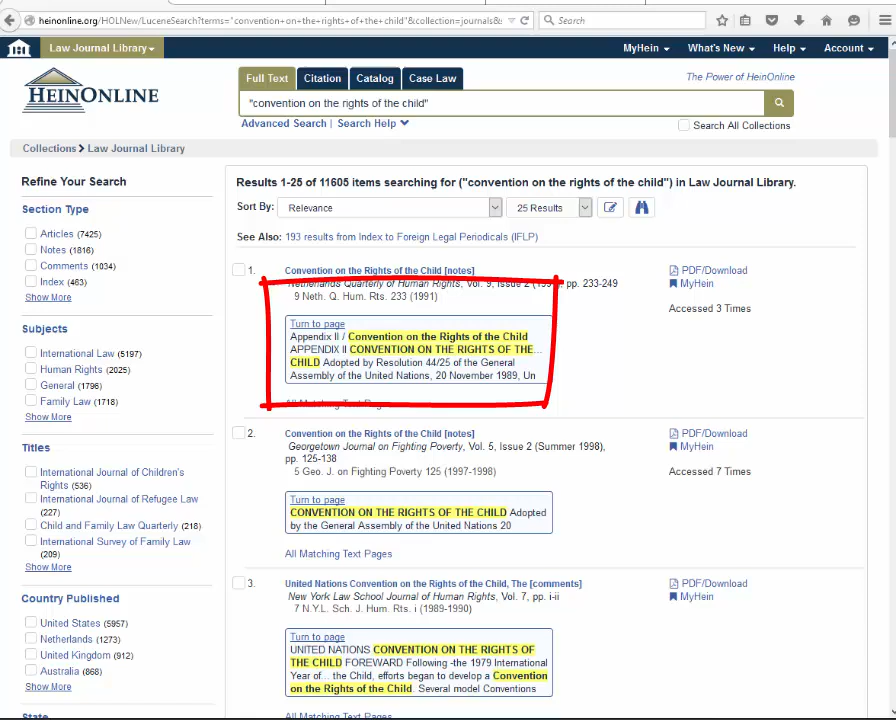 heinonline.org/HOLNew/LuceneSearch?terms="convention+on+the+rights+of+the+child"&collection=journals&
Search
Law Journal Library
MyHein
What's New
Help
Account
HEINONLINE
Full Text
Citation
Catalog
Case Law
The Power of HeinOnline
"convention on the rights of the child"
Advanced Search | Search Help
Search All Collections
Collections > Law Journal Library
Refine Your Search
Section Type
Articles (7425)
Notes (1816)
Comments (1034)
Index (463)
Show More
Subjects
International Law (5197)
Human Rights (2025)
General (1796)
Family Law (1718)
Show More
Titles
International Journal of Children's
Rights (536)
International Journal of Refugee Law
(227)
Child and Family Law Quarterly (218)
International Survey of Family Law
(209)
Show More
Country Published
United States (5957)
Netherlands (1273)
United Kingdom (912)
Australia (868)
Show More
State
Results 1-25 of 11605 items searching for ("convention on the rights of the child") in Law Journal Library.
Sort By:
Relevance
25 Results
See Also: 193 results from Index to Foreign Legal Periodicals (IFLP)
1. Convention on the Rights of the Child [notes]
Netherlands Quarterly of Human Rights, Vol. 9, Issue 2 (1991), pp. 233-249
9 Neth. Q. Hum. Rts. 233 (1991)
Turn to page
Appendix II / Convention on the Rights of the Child
APPENDIX II CONVENTION ON THE RIGHTS OF THE...
CHILD Adopted by Resolution 44/25 of the General
Assembly of the United Nations, 20 November 1989, Un
All Matching Text Pages
PDF/Download
MyHein
Accessed 3 Times
2. Convention on the Rights of the Child [notes]
Georgetown Journal on Fighting Poverty, Vol. 5, Issue 2 (Summer 1998),
pp. 125-138
5 Geo. J. on Fighting Poverty 125 (1997-1998)
Turn to page
CONVENTION ON THE RIGHTS OF THE CHILD Adopted
by the General Assembly of the United Nations 20
All Matching Text Pages
PDF/Download
MyHein
Accessed 7 Times
3. United Nations Convention on the Rights of the Child, The [comments]
New York Law School Journal of Human Rights, Vol. 7, pp. i-ii
7 N.Y.L. Sch. J. Hum. Rts. i (1989-1990)
Turn to page
UNITED NATIONS CONVENTION ON THE RIGHTS OF
THE CHILD FOREWARD Following -the 1979 International
Year of... the Child, efforts began to develop a Convention
on the Rights of the Child. Several model Conventions
All Matching Text Pages
PDF/Download
MyHein